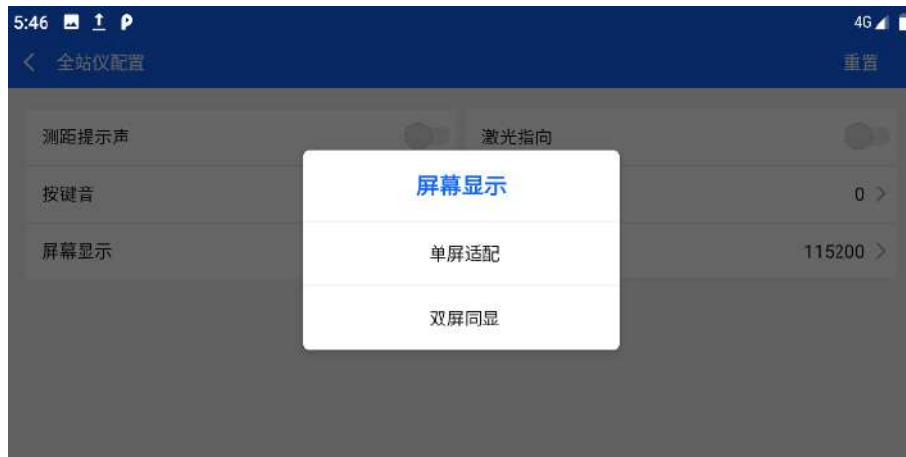 5:46 4G
全站仪配置 重置
测距提示声 激光指向
屏幕显示
按键音 0
屏幕显示 115200
单屏适配
双屏同显